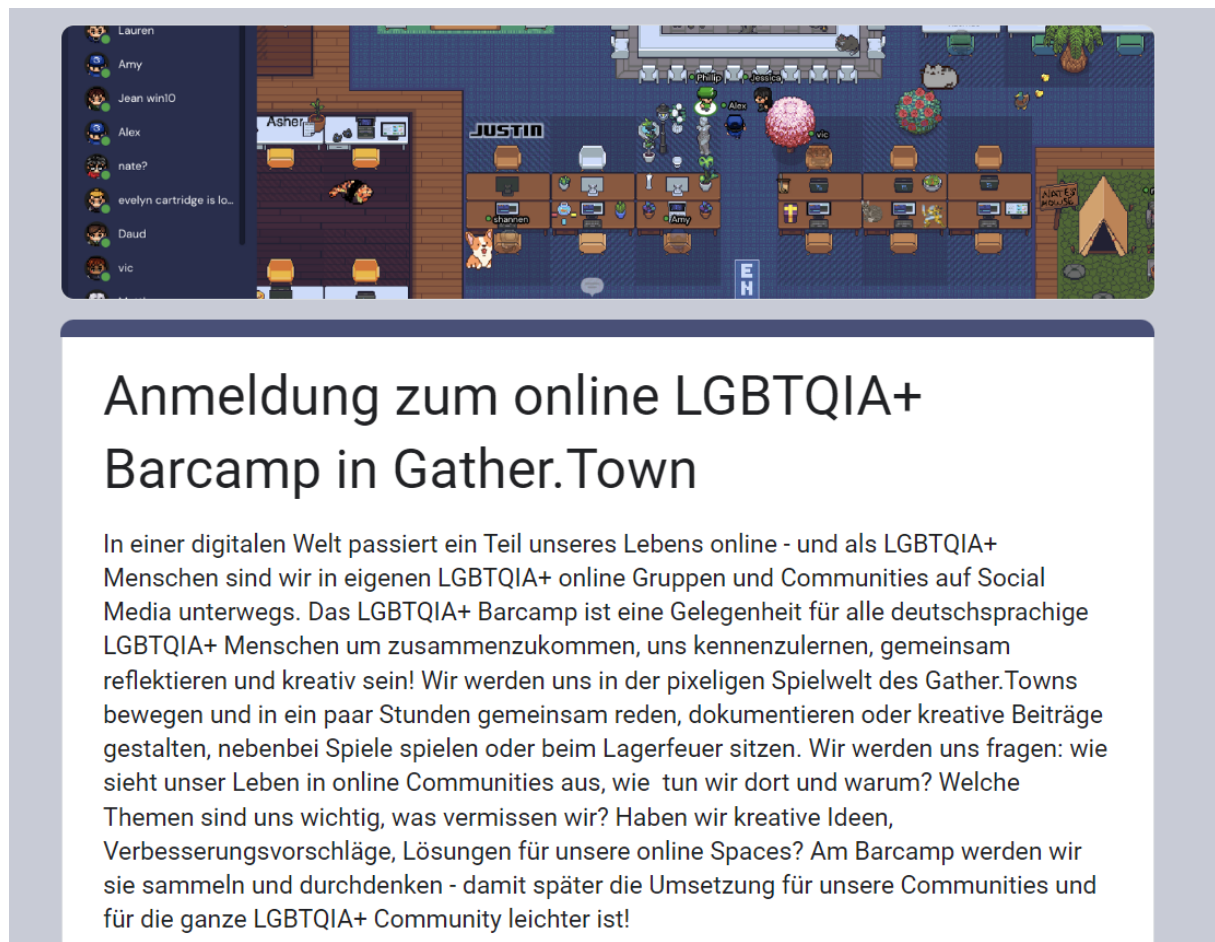 Lauren
Amy
Jean win10
Alex
nate?
evelyn cartridge is lo...
Daud
vic
Asher
JUSTIN
Phillip
Jessica
Alex
vic
shannen
Amy
NATE'S
HOUSE
E
N
Anmeldung zum online LGBTQIA+
Barcamp in Gather.Town
In einer digitalen Welt passiert ein Teil unseres Lebens online - und als LGBTQIA+
Menschen sind wir in eigenen LGBTQIA+ online Gruppen und Communities auf Social
Media unterwegs. Das LGBTQIA+ Barcamp ist eine Gelegenheit für alle deutschsprachige
LGBTQIA+ Menschen um zusammenzukommen, uns kennenzulernen, gemeinsam
reflektieren und kreativ sein! Wir werden uns in der pixeligen Spielwelt des Gather.Towns
bewegen und in ein paar Stunden gemeinsam reden, dokumentieren oder kreative Beiträge
gestalten, nebenbei Spiele spielen oder beim Lagerfeuer sitzen. Wir werden uns fragen: wie
sieht unser Leben in online Communities aus, wie  tun wir dort und warum? Welche
Themen sind uns wichtig, was vermissen wir? Haben wir kreative Ideen,
Verbesserungsvorschläge, Lösungen für unsere online Spaces? Am Barcamp werden wir
sie sammeln und durchdenken - damit später die Umsetzung für unsere Communities und
für die ganze LGBTQIA+ Community leichter ist!